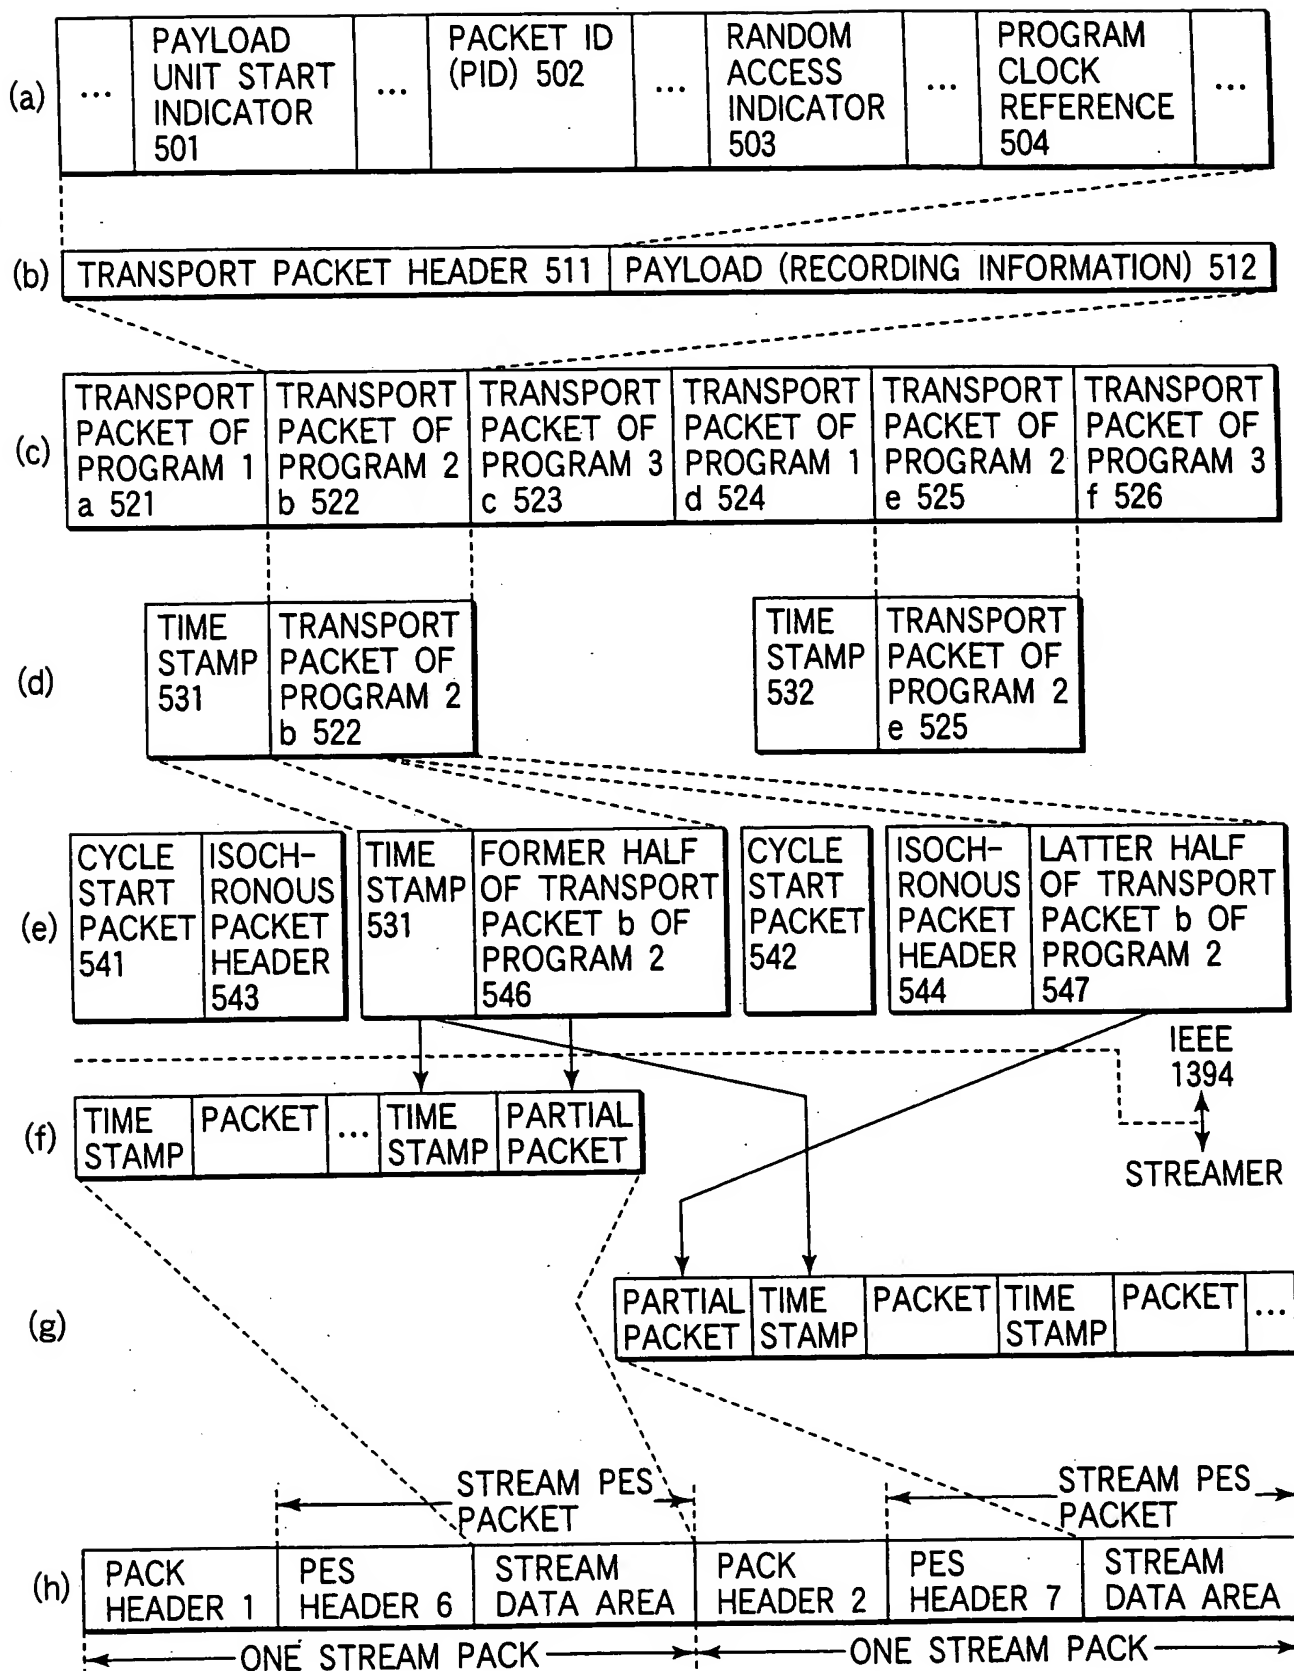 (a)
...
PAYLOAD
UNIT START
INDICATOR
501
...
PACKET ID
(PID) 502
...
RANDOM
ACCESS
INDICATOR
503
...
PROGRAM
CLOCK
REFERENCE
504
...
(b)
TRANSPORT PACKET HEADER 511
PAYLOAD (RECORDING INFORMATION) 512
(c)
TRANSPORT
PACKET OF
PROGRAM 1
a 521
TRANSPORT
PACKET OF
PROGRAM 2
b 522
TRANSPORT
PACKET OF
PROGRAM 3
c 523
TRANSPORT
PACKET OF
PROGRAM 1
d 524
TRANSPORT
PACKET OF
PROGRAM 2
e 525
TRANSPORT
PACKET OF
PROGRAM 3
f 526
(d)
TIME
STAMP
531
TRANSPORT
PACKET OF
PROGRAM 2
b 522
TIME
STAMP
532
TRANSPORT
PACKET OF
PROGRAM 2
e 525
(e)
CYCLE
START
PACKET
541
ISOCH-
RONOUS
PACKET
HEADER
543
TIME
STAMP
531
FORMER HALF
OF TRANSPORT
PACKET b OF
PROGRAM 2
546
CYCLE
START
PACKET
542
ISOCH-
RONOUS
PACKET
HEADER
544
LATTER HALF
OF TRANSPORT
PACKET b OF
PROGRAM 2
547
IEEE
1394
STREAMER
(f)
TIME
STAMP
PACKET
...
TIME
STAMP
PARTIAL
PACKET
(g)
PARTIAL
PACKET
TIME
STAMP
PACKET
TIME
STAMP
PACKET
...
STREAM PES
PACKET
STREAM PES
PACKET
(h)
PACK
HEADER 1
PES
HEADER 6
STREAM
DATA AREA
PACK
HEADER 2
PES
HEADER 7
STREAM
DATA AREA
ONE STREAM PACK
ONE STREAM PACK